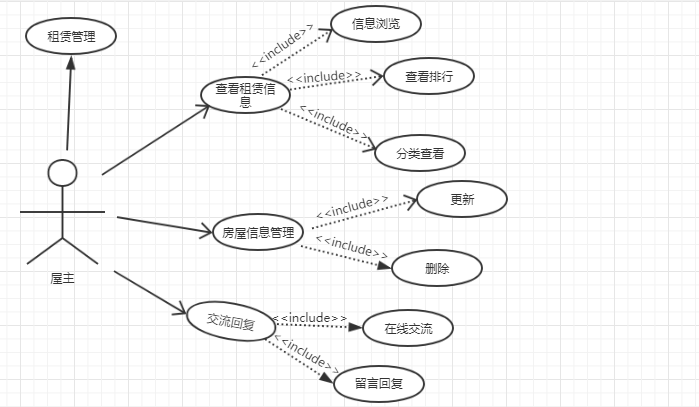 租赁管理
信息浏览
<<include>>
查看租赁信
息
<<include>>
查看排行
<<include>>
分类查看
更新
<<include>>
房屋信息管理
<<include>>
删除
屋主
交流回复
<<include>>
在线交流
<<include>>
留言回复